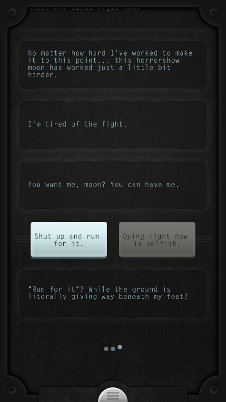 No matter how hard I've worked to make
it to this point... this horrorshow
moon has worked just a little bit
harder.
I'm tired of the fight.
You want me, moon? You can have me.
Shut up and run
for it.
Dying right now
is selfish.
"Run for it"? While the ground is
literally giving way beneath my feet?